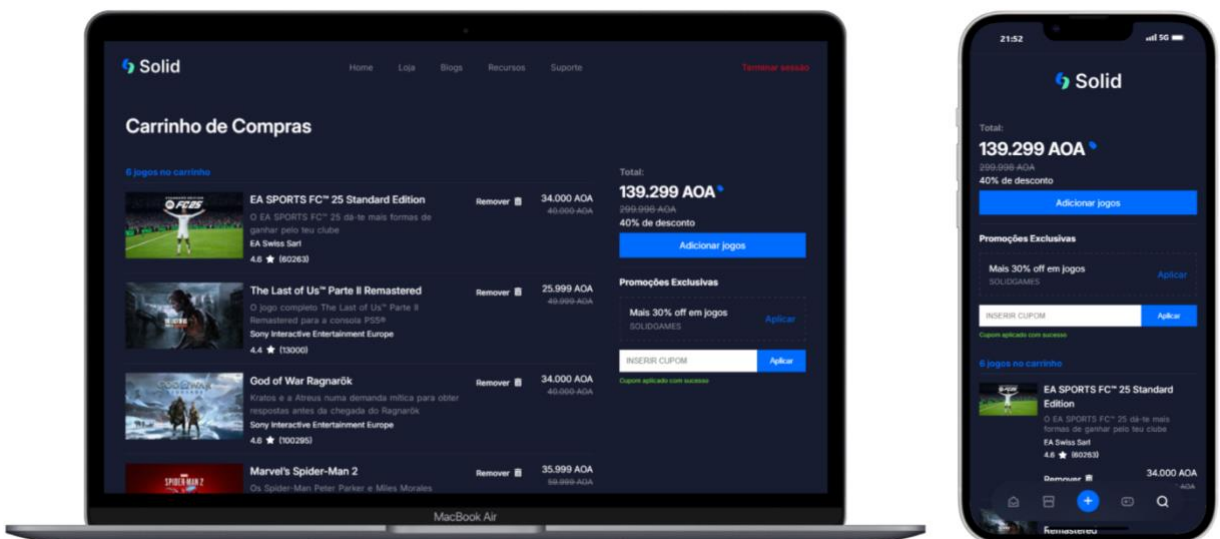 Solid
Home Loja Blogs Recursos Suporte
Terminar sessão
Carrinho de Compras
6 jogos no carrinho
EA SPORTS FC™ 25 Standard Edition
O EA SPORTS FC™ 25 dá-te mais formas de
ganhar pelo teu clube
EA Swiss Sarl
4.6 ★ (60263)
Remover
34.000 AOA
40.000 AOA
The Last of Us™ Parte II Remastered
O jogo completo The Last of Us™ Parte II
Remastered para a consola PS5®
Sony Interactive Entertainment Europe
4.4 ★ (13000)
Remover
25.999 AOA
49.999 AOA
GOD OF WAR
God of War Ragnarök
Kratos e a Atreus numa demanda mítica para obter
respostas antes da chegada do Ragnarök
Sony Interactive Entertainment Europe
4.6 ★ (100295)
Remover
34.000 AOA
40.000 AOA
SPIDER-MAN 2
Marvel's Spider-Man 2
Os Spider-Man Peter Parker e Miles Morales
Remover
35.999 AOA
59.999 AOA
Total:
139.299 AOA
299.998 AOA
40% de desconto
Adicionar jogos
Promoções Exclusivas
Mais 30% off em jogos
SOLIDGAMES
Aplicar
INSERIR CUPOM
Aplicar
Cupom aplicado com sucesso
MacBook Air
21:52
5G
Solid
Total:
139.299 AOA
299.998 AOA
40% de desconto
Adicionar jogos
Promoções Exclusivas
Mais 30% off em jogos
SOLIDGAMES
Aplicar
INSERIR CUPOM
Aplicar
Cupom aplicado com sucesso
6 jogos no carrinho
EA SPORTS FC™ 25 Standard
Edition
O EA SPORTS FC™ 25 dá-te mais
formas de ganhar pelo teu clube
EA Swiss Sarl
4.6 ★ (60263)
Remover
34.000 AOA
AOA
Remastered